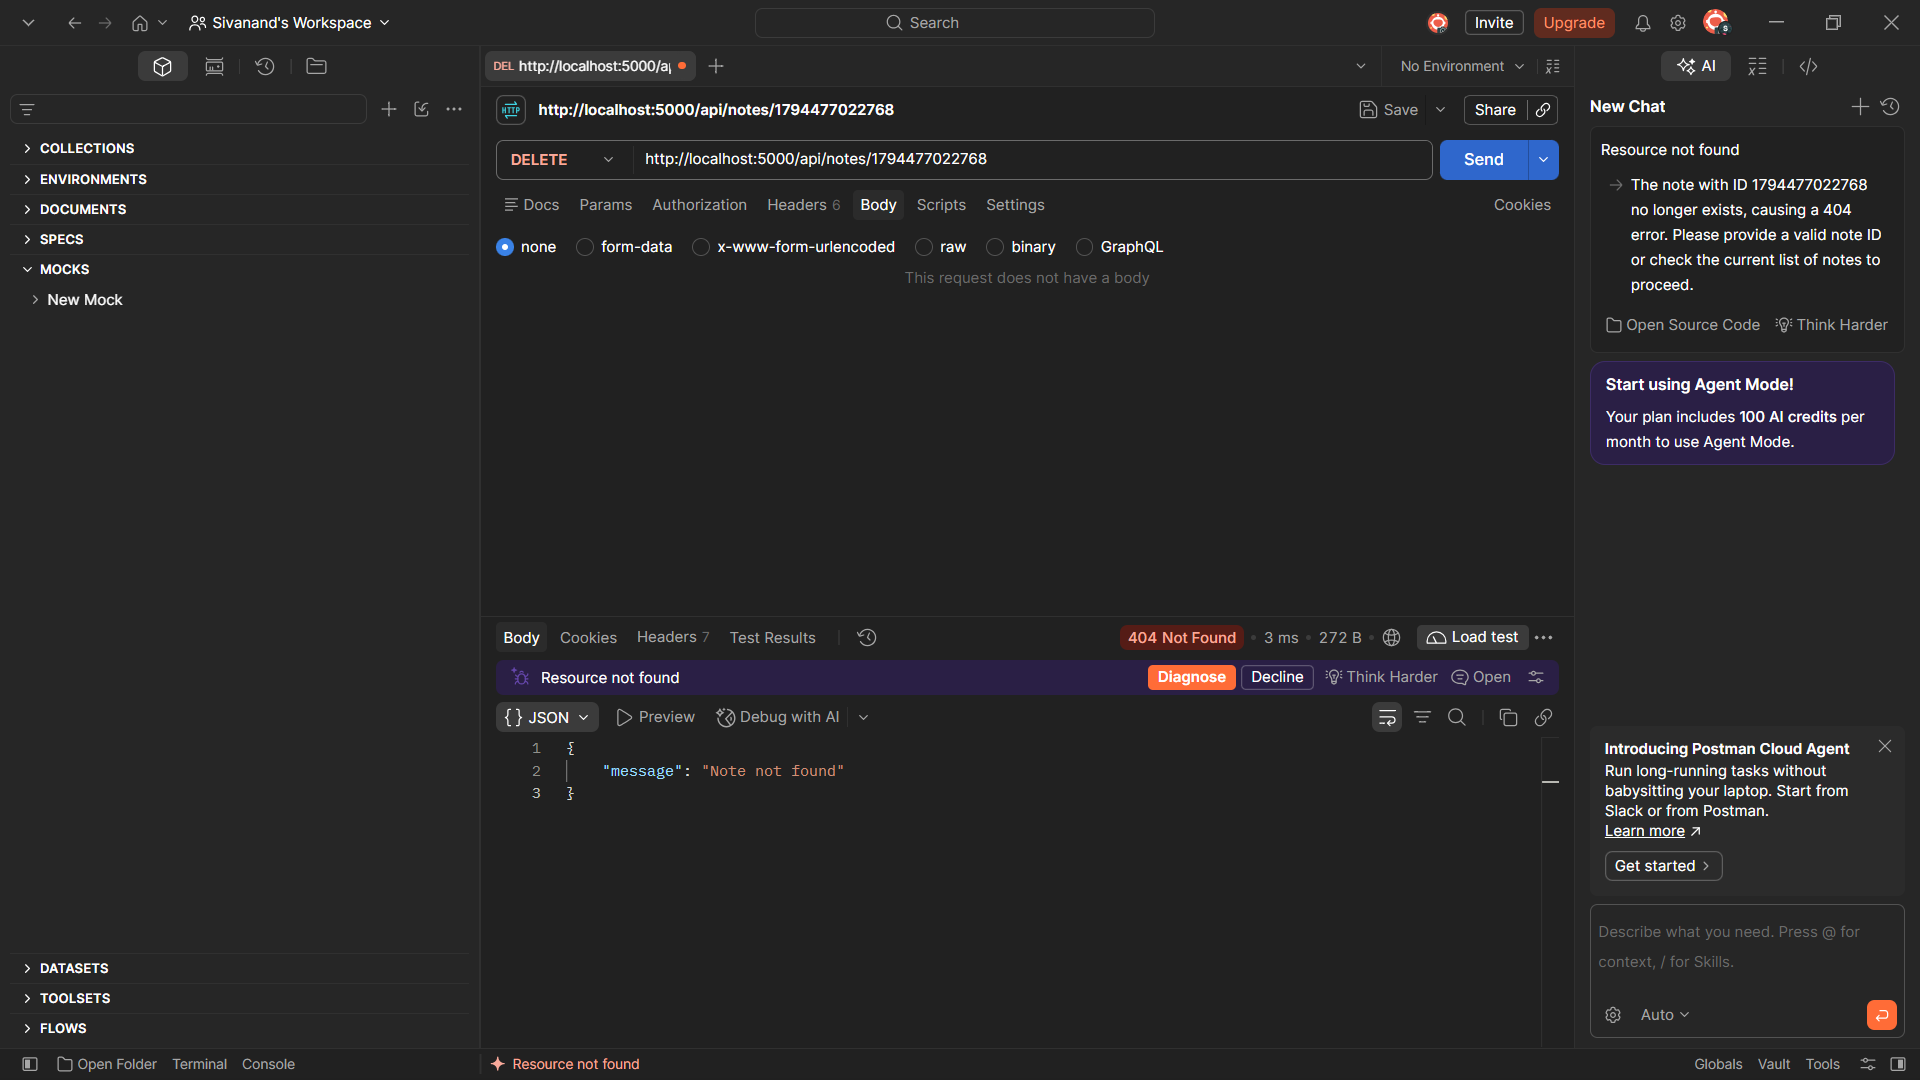 Sivanand's Workspace
Search
Invite
Upgrade
COLLECTIONS
ENVIRONMENTS
DOCUMENTS
SPECS
MOCKS
New Mock
DATASETS
TOOLSETS
FLOWS
DEL http://localhost:5000/a
No Environment
HTTP
http://localhost:5000/api/notes/1794477022768
Save
Share
DELETE
http://localhost:5000/api/notes/1794477022768
Send
Docs Params Authorization Headers 6 Body Scripts Settings
Cookies
none form-data x-www-form-urlencoded raw binary GraphQL
This request does not have a body
Body Cookies Headers 7 Test Results
404 Not Found • 3 ms • 272 B
Load test
Resource not found
Diagnose
Decline
Think Harder
Open
{} JSON
Preview
Debug with AI
1 {
2 "message": "Note not found"
3 }
AI
New Chat
Resource not found
→ The note with ID 1794477022768
no longer exists, causing a 404
error. Please provide a valid note ID
or check the current list of notes to
proceed.
Open Source Code
Think Harder
Start using Agent Mode!
Your plan includes 100 AI credits per
month to use Agent Mode.
Introducing Postman Cloud Agent
Run long-running tasks without
babysitting your laptop. Start from
Slack or from Postman.
Learn more
Get started
Describe what you need. Press @ for
context, / for Skills.
Auto
Open Folder
Terminal
Console
Resource not found
Globals
Vault
Tools